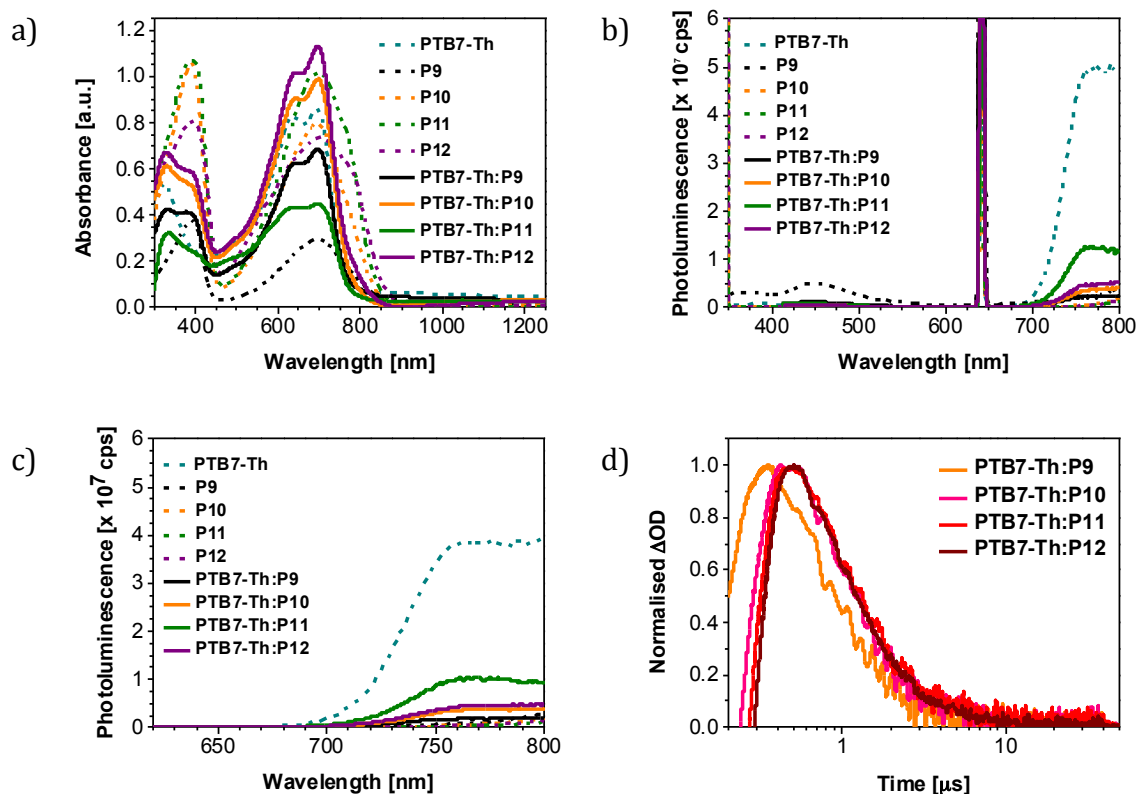 a)
Absorbance [a.u.]
1.2
1.0
0.8
0.6
0.4
0.2
0.0
400
600
800
1000
1200
Wavelength [nm]
PTB7-Th
P9
P10
P11
P12
PTB7-Th:P9
PTB7-Th:P10
PTB7-Th:P11
PTB7-Th:P12
b)
Photoluminescence [x 10⁷ cps]
6
5
4
3
2
1
0
400
500
600
700
800
Wavelength [nm]
PTB7-Th
P9
P10
P11
P12
PTB7-Th:P9
PTB7-Th:P10
PTB7-Th:P11
PTB7-Th:P12
c)
Photoluminescence [x 10⁷ cps]
6
5
4
3
2
1
0
650
700
750
800
Wavelength [nm]
PTB7-Th
P9
P10
P11
P12
PTB7-Th:P9
PTB7-Th:P10
PTB7-Th:P11
PTB7-Th:P12
d)
Normalised ΔOD
1.0
0.8
0.6
0.4
0.2
0.0
1
10
Time [µs]
PTB7-Th:P9
PTB7-Th:P10
PTB7-Th:P11
PTB7-Th:P12